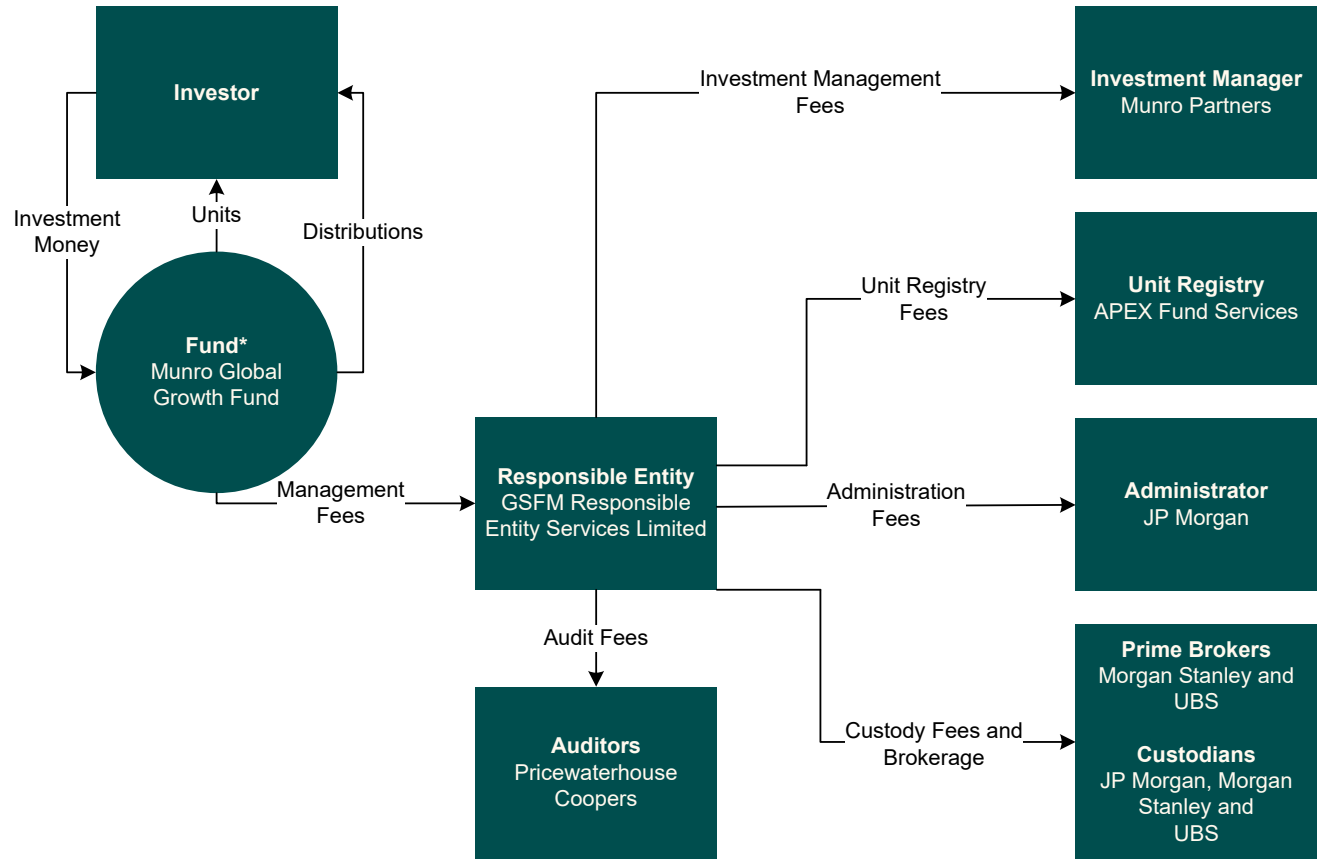 Investor
Investment
Money
Units
Distributions
Fund*
Munro Global
Growth Fund
Management
Fees
Responsible Entity
GSFM Responsible
Entity Services Limited
Audit Fees
Auditors
Pricewaterhouse
Coopers
Investment Management
Fees
Investment Manager
Munro Partners
Unit Registry
Fees
Unit Registry
APEX Fund Services
Administration
Fees
Administrator
JP Morgan
Custody Fees and
Brokerage
Prime Brokers
Morgan Stanley and
UBS
Custodians
JP Morgan, Morgan
Stanley and
UBS